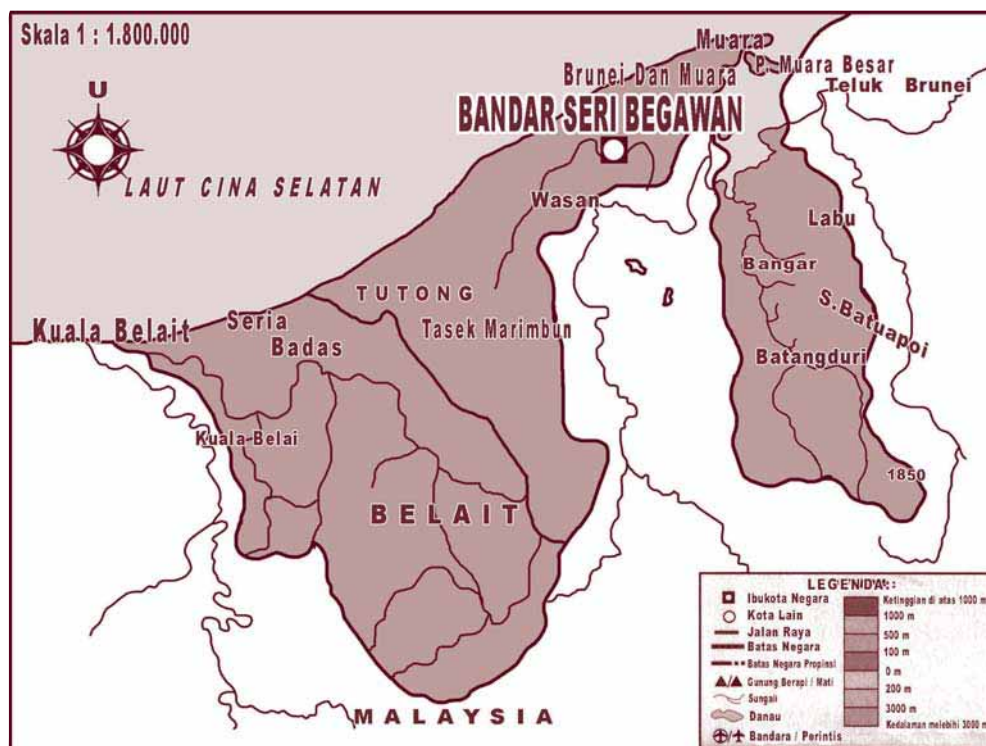 Skala 1 : 1.800.000
U
LAUT CINA SELATAN
Muara
P. Muara Besar
Brunei Dan Muara
Teluk Brunei
BANDAR SERI BEGAWAN
Wasan
Labu
Bangar
TUTONG
S.Batuapoi
Kuala Belait
Seria
Tasek Marimbun
Badas
Batangduri
Kuala Belai
1850
BELAIT
MALAYSIA
LEGENDA:
Ibukota Negara
Kota Lain
Jalan Raya
Batas Negara
Batas Negara Propinsi
Gunung Berapi / Mati
Sungali
Danau
Bandara / Perintis
Ketinggian di atas 1000 m
1000 m
500 m
100 m
0 m
200 m
3000 m
Kedalaman melebihi 3000 m